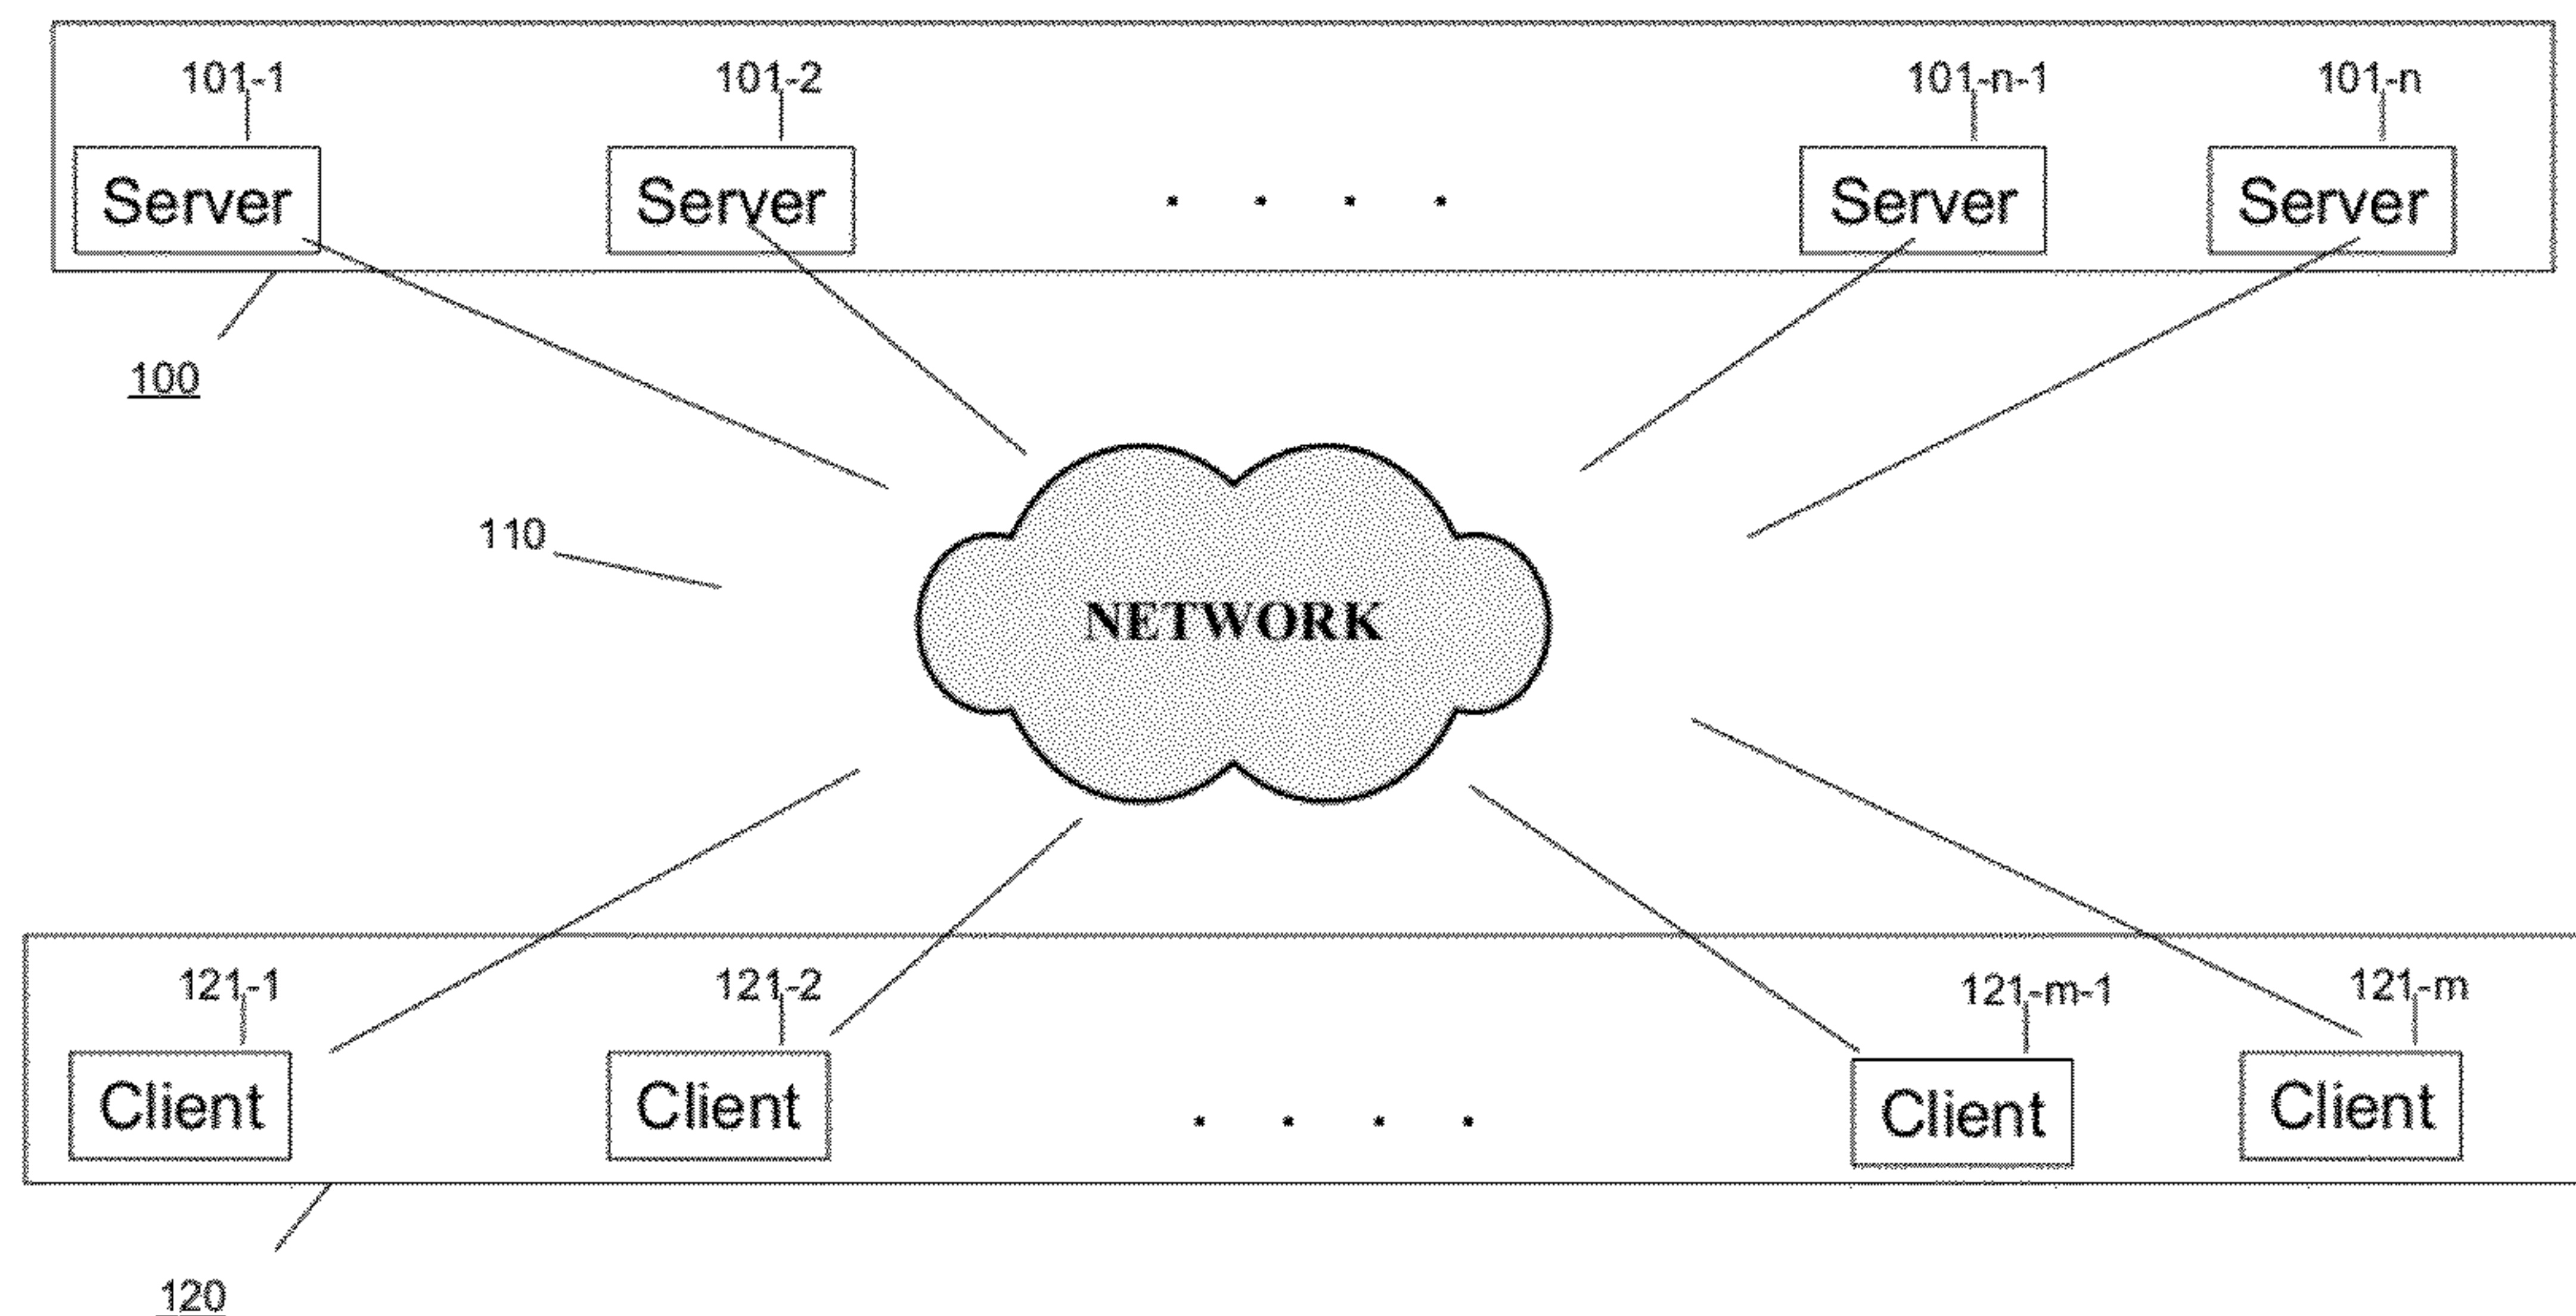 101-1 101-2 101-n-1 101-n
Server Server . . . . Server Server
100
110
NETWORK
121-1 121-2 121-m-1 121-m
Client Client . . . . Client Client
120